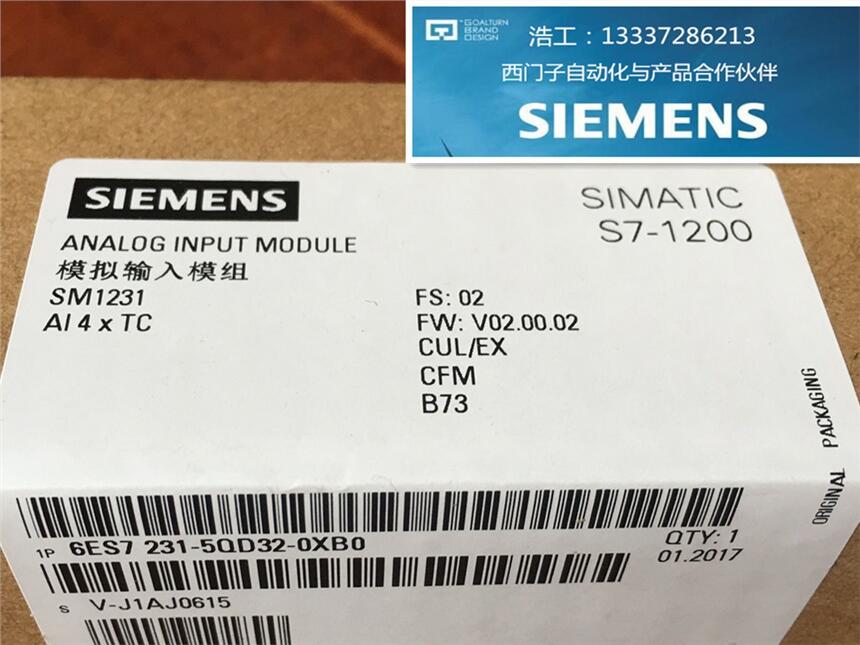 GOALTURN
BRAND
DESIGN
浩工：13337286213
西门子自动化与产品合作伙伴
SIEMENS
SIEMENS
SIMATIC
S7-1200
ANALOG INPUT MODULE
模拟输入模组
SM1231
AI 4 x TC
FS: 02
FW: V02.00.02
CUL/EX
CFM
B73
ORIGINAL PACKAGING
1P 6ES7 231-5QD32-0XB0
QTY: 1
01.2017
S V-J1AJ0615